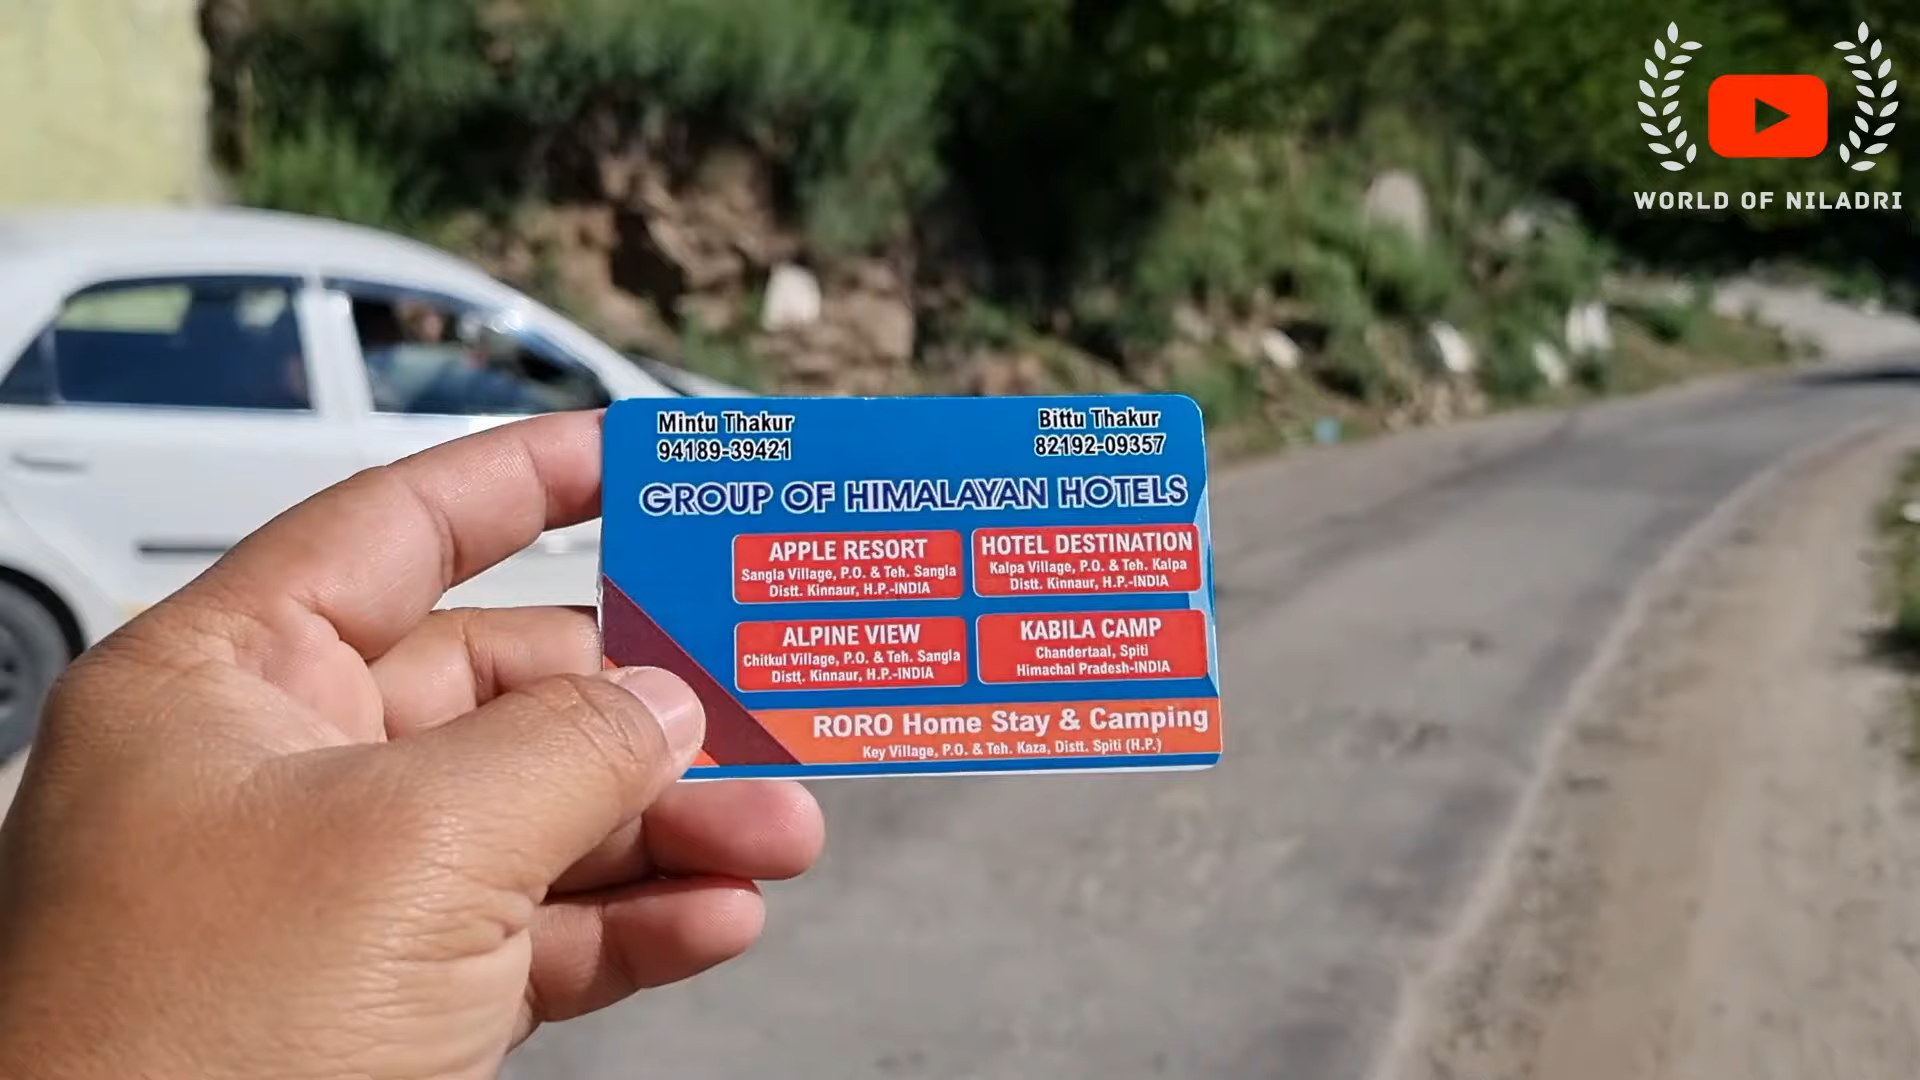 WORLD OF NILADRI
Mintu Thakur
94189-39421
Bittu Thakur
82192-09357
GROUP OF HIMALAYAN HOTELS
APPLE RESORT
Sangla Village, P.O. & Teh. Sangla
Distt. Kinnaur, H.P.-INDIA
HOTEL DESTINATION
Kalpa Village, P.O. & Teh. Kalpa
Distt. Kinnaur, H.P.-INDIA
ALPINE VIEW
Chitkul Village, P.O. & Teh. Sangla
Distt. Kinnaur, H.P.-INDIA
KABILA CAMP
Chandertaal, Spiti
Himachal Pradesh-INDIA
RORO Home Stay & Camping
Key Village, P.O. & Teh. Kaza, Distt. Spiti (H.P.)